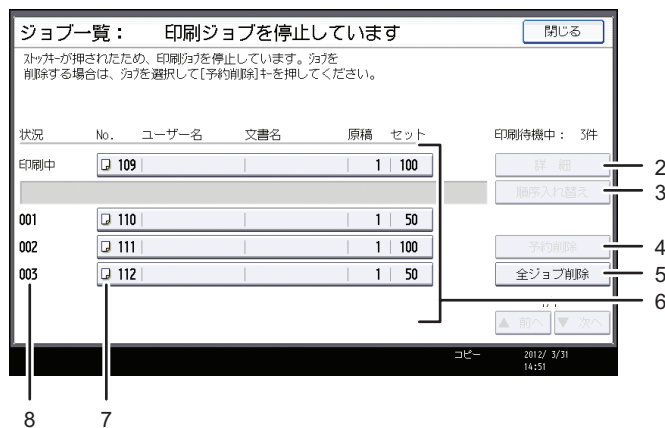 ジョブ一覧： 印刷ジョブを停止しています 閉じる
ストップキーが押されたため、印刷ジョブを停止しています。ジョブを
削除する場合は、ジョブを選択して[予約削除]キーを押してください。
状況 No. ユーザー名 文書名 原稿 セット 印刷待機中： 3件
印刷中 109 1 100 詳 細 2
順序入れ替え 3
001 110 1 50
002 111 1 100 予約削除 4
003 112 1 50 全ジョブ削除 5
6
▲ 前へ ▼ 次へ
コピー 2012/ 3/31
14:51
8 7